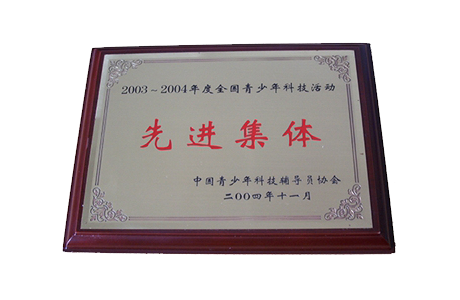 2003~2004年度全国青少年科技活动
先进集体
中国青少年科技辅导员协会
二00四年十一月